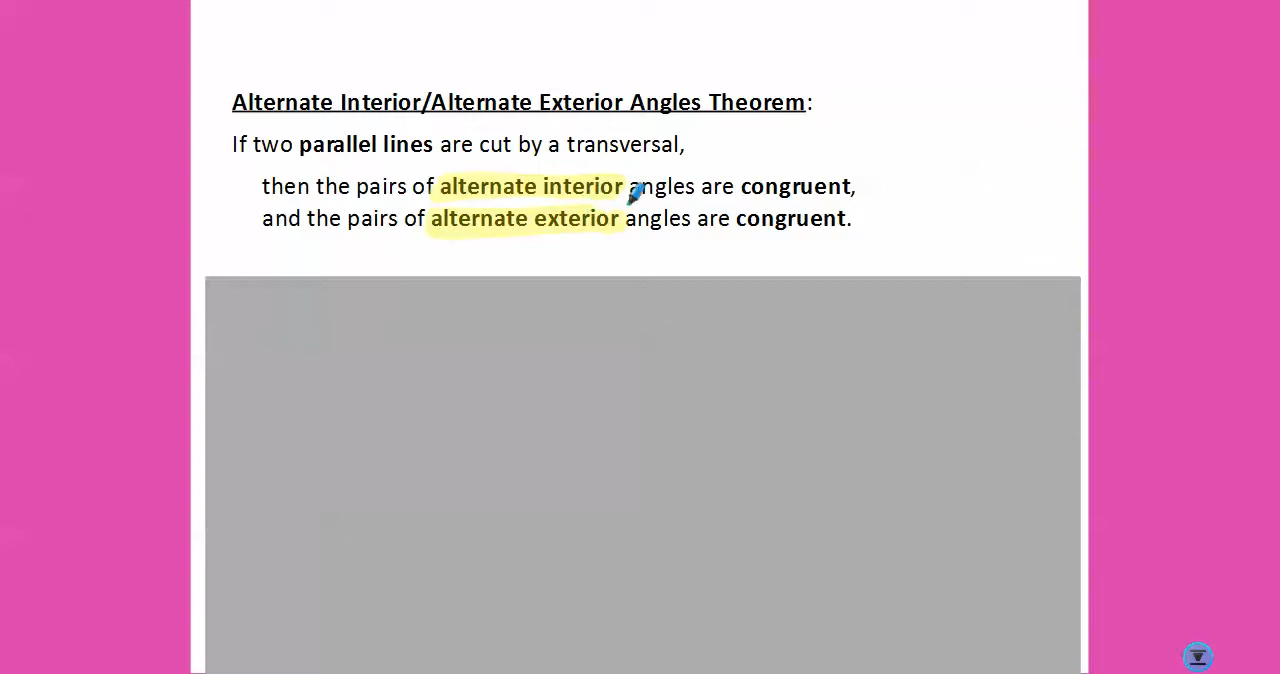 Alternate Interior/Alternate Exterior Angles Theorem:
If two parallel lines are cut by a transversal,
then the pairs of alternate interior angles are congruent,
and the pairs of alternate exterior angles are congruent.